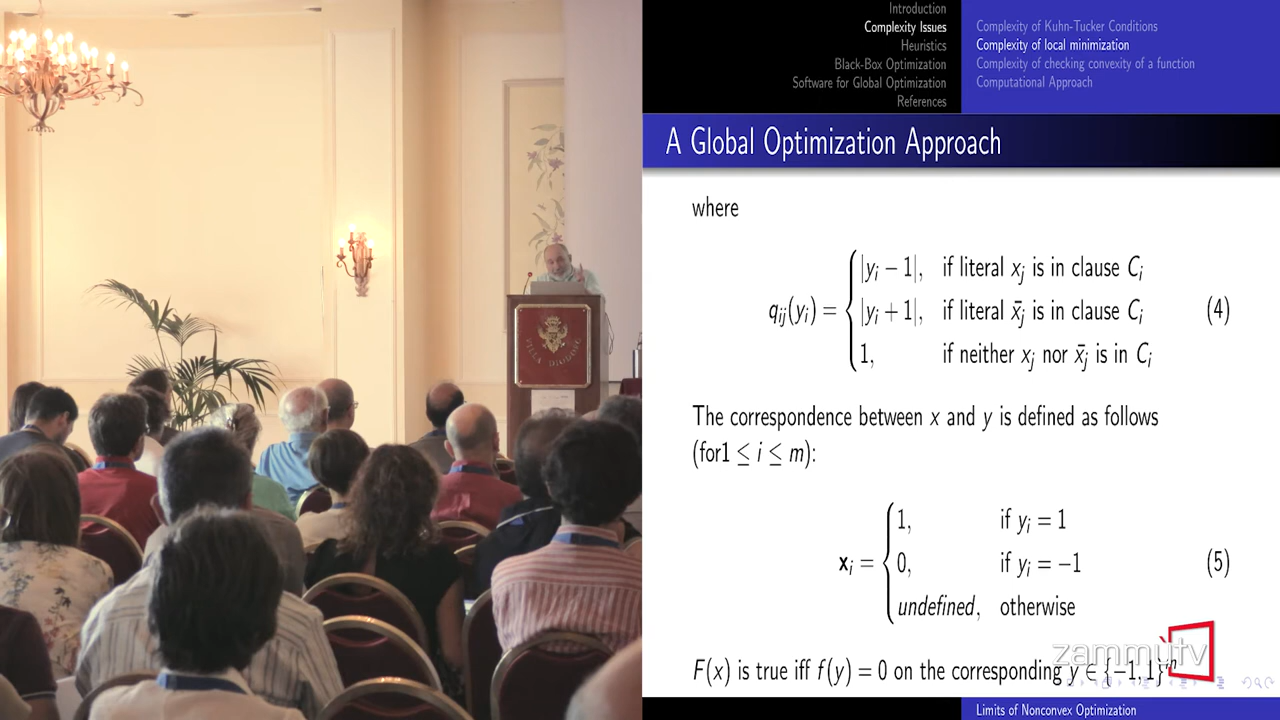 VILLA DIODORO
Introduction
Complexity Issues
Heuristics
Black-Box Optimization
Software for Global Optimization
References
Complexity of Kuhn-Tucker Conditions
Complexity of local minimization
Complexity of checking convexity of a function
Computational Approach
A Global Optimization Approach
where
q_{ij}(y_i) = { |y_i − 1|, if literal x_j is in clause C_i
|y_i + 1|, if literal x̄_j is in clause C_i (4)
1, if neither x_j nor x̄_j is in C_i
The correspondence between x and y is defined as follows
(for1 ≤ i ≤ m):
x_i = { 1, if y_i = 1
0, if y_i = −1 (5)
undefined, otherwise
F(x) is true iff f(y) = 0 on the corresponding y ∈ {−1, 1}^n
zammùtv
Limits of Nonconvex Optimization